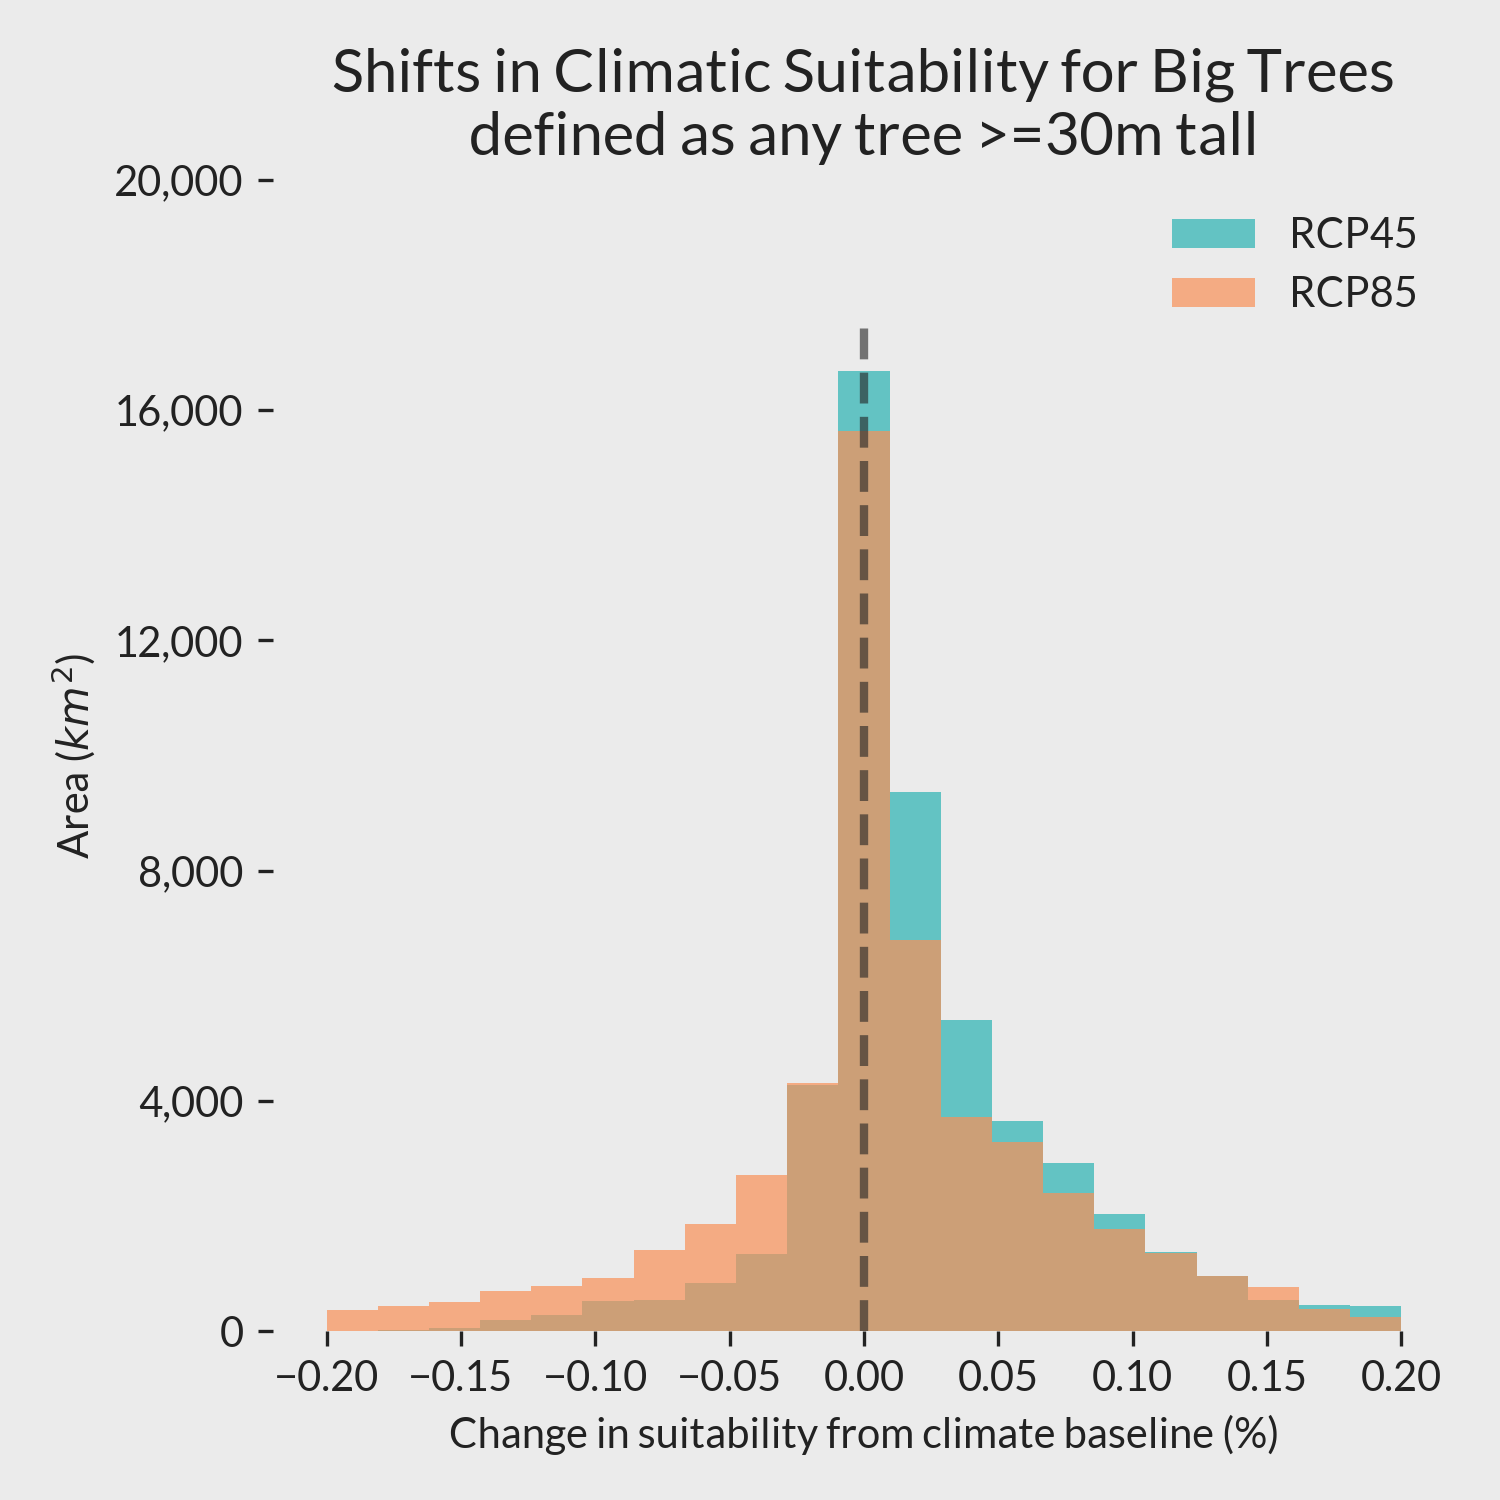 Shifts in Climatic Suitability for Big Trees
defined as any tree >=30m tall
RCP45
RCP85
20,000
16,000
12,000
8,000
4,000
0
Area (km²)
−0.20 −0.15 −0.10 −0.05 0.00 0.05 0.10 0.15 0.20
Change in suitability from climate baseline (%)